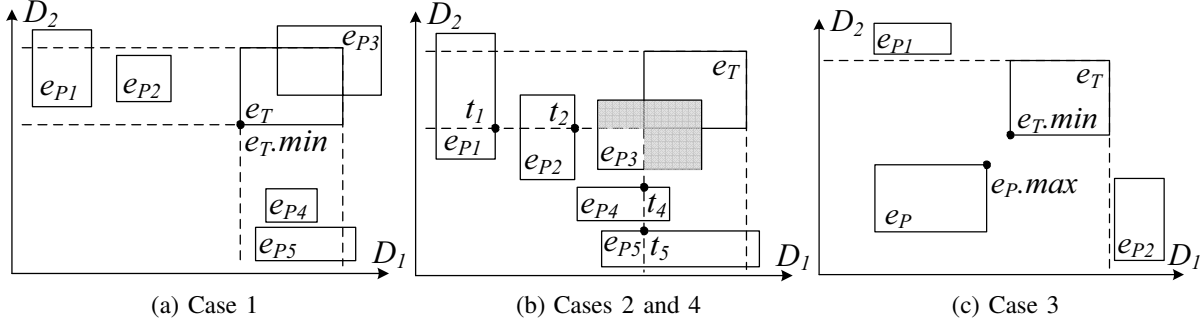 D2
eP1
eP2
eP3
eT
eT.min
eP4
eP5
D1
(a) Case 1
D2
eT
t1
t2
eP1
eP2
eP3
eP4
t4
eP5
t5
D1
(b) Cases 2 and 4
D2
eP1
eT
eT.min
eP.max
eP
eP2
D1
(c) Case 3